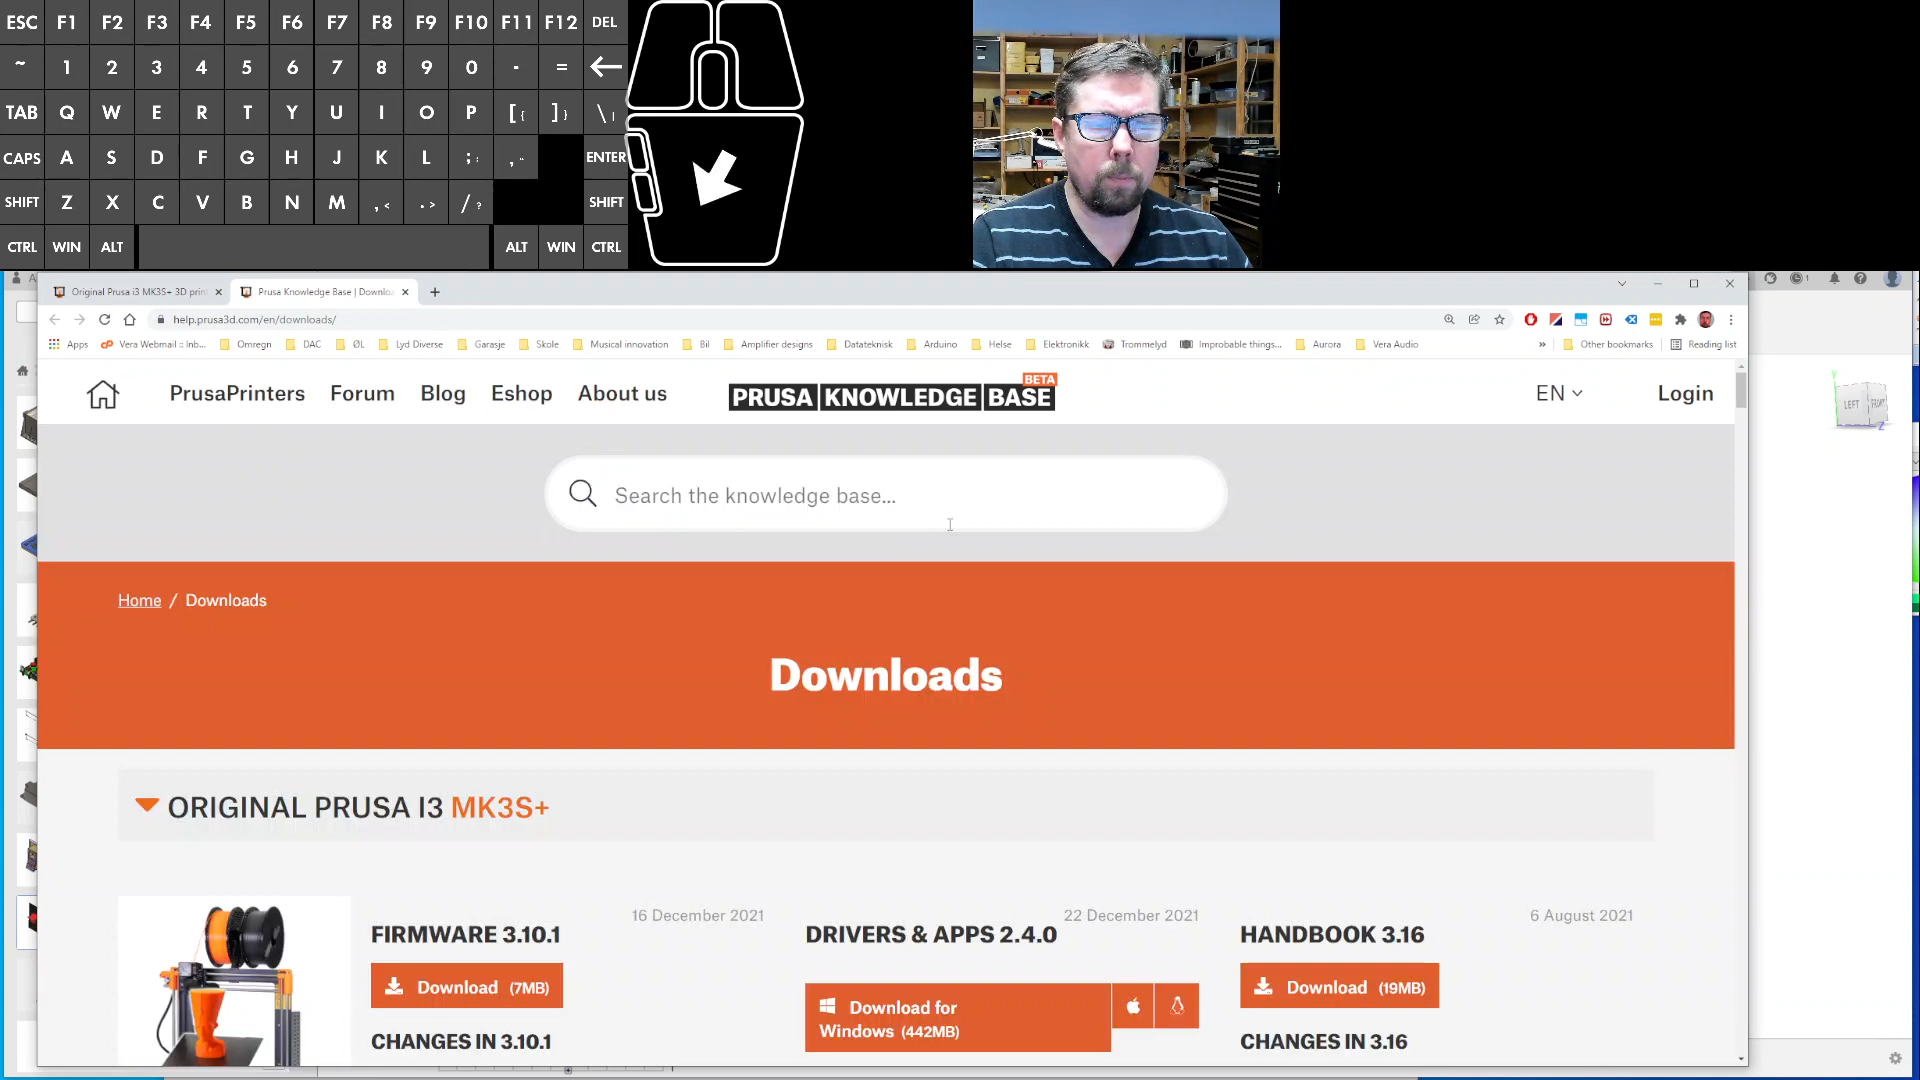 ESC F1 F2 F3 F4 F5 F6 F7 F8 F9 F10 F11 F12 DEL
~ 1 2 3 4 5 6 7 8 9 0 - =
TAB Q W E R T Y U I O P [{ ]} \|
CAPS A S D F G H J K L ;: ,¨ ENTER
SHIFT Z X C V B N M ,< .> /? SHIFT
CTRL WIN ALT ALT WIN CTRL
Original Prusa i3 MK3S+ 3D prin
Prusa Knowledge Base | Downloa
help.prusa3d.com/en/downloads/
Apps Vera Webmail :: Inb... Omregn DAC ØL Lyd Diverse Garasje Skole Musical innovation Bil Amplifier designs Datateknisk Arduino Helse Elektronikk Trommelyd Improbable things... Aurora Vera Audio » Other bookmarks Reading list
PrusaPrinters Forum Blog Eshop About us PRUSA KNOWLEDGE BASE BETA EN Login
LEFT FRONT
Y
Z
Search the knowledge base...
Home / Downloads
Downloads
ORIGINAL PRUSA I3 MK3S+
16 December 2021
FIRMWARE 3.10.1
Download (7MB)
CHANGES IN 3.10.1
22 December 2021
DRIVERS & APPS 2.4.0
Download for
Windows (442MB)
6 August 2021
HANDBOOK 3.16
Download (19MB)
CHANGES IN 3.16